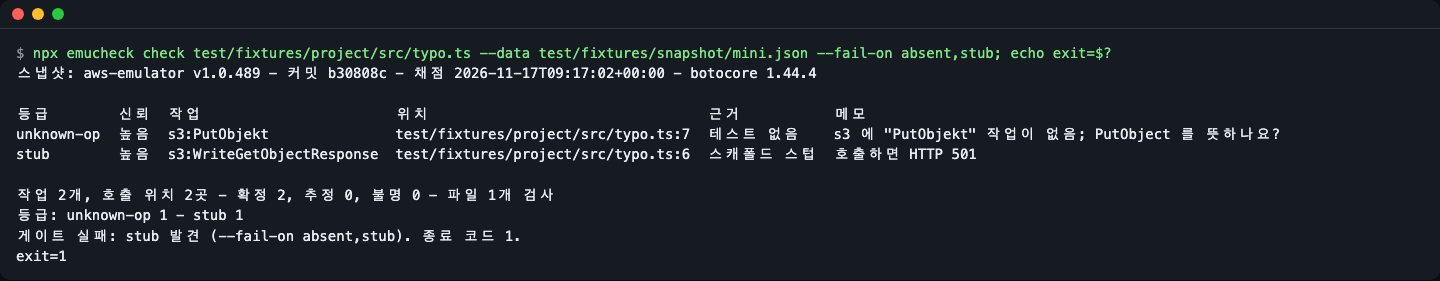 $ npx emucheck check test/fixtures/project/src/typo.ts --data test/fixtures/snapshot/mini.json --fail-on absent,stub; echo exit=$?
스냅샷: aws-emulator v1.0.489 - 커밋 b30808c - 채점 2026-11-17T09:17:02+00:00 - botocore 1.44.4
등급 신뢰 작업 위치 근거 메모
unknown-op 높음 s3:PutObjekt test/fixtures/project/src/typo.ts:7 테스트 없음 s3 에 "PutObjekt" 작업이 없음; PutObject 를 뜻하나요?
stub 높음 s3:WriteGetObjectResponse test/fixtures/project/src/typo.ts:6 스캐폴드 스텁 호출하면 HTTP 501
작업 2개, 호출 위치 2곳 - 확정 2, 추정 0, 불명 0 - 파일 1개 검사
등급: unknown-op 1 - stub 1
게이트 실패: stub 발견 (--fail-on absent,stub). 종료 코드 1.
exit=1